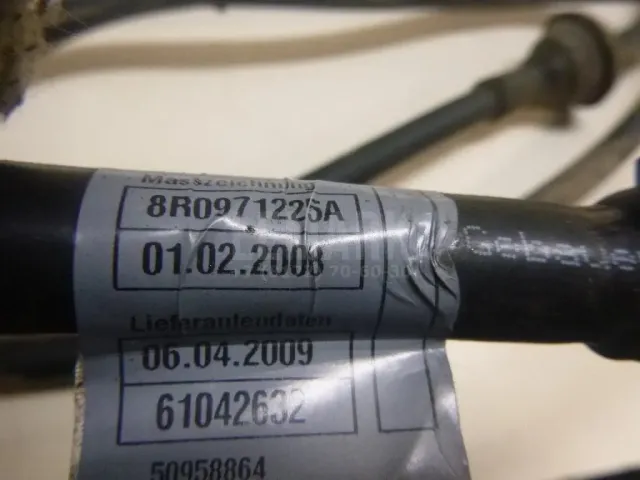 Masszeichnung
8R0971225A
01.02.2008
Lieferantendaten
06.04.2009
61042632
50958864